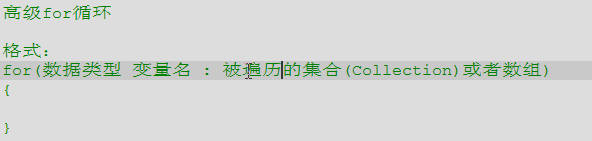 高级for循环
格式:
for(数据类型 变量名 : 被遍历的集合(Collection)或者数组)
{
}